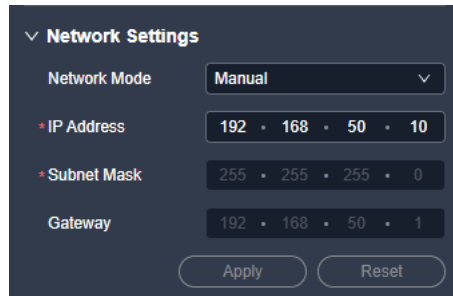 Network Settings
Network Mode Manual
* IP Address 192 • 168 • 50 • 10
* Subnet Mask 255 • 255 • 255 • 0
Gateway 192 • 168 • 50 • 1
Apply Reset